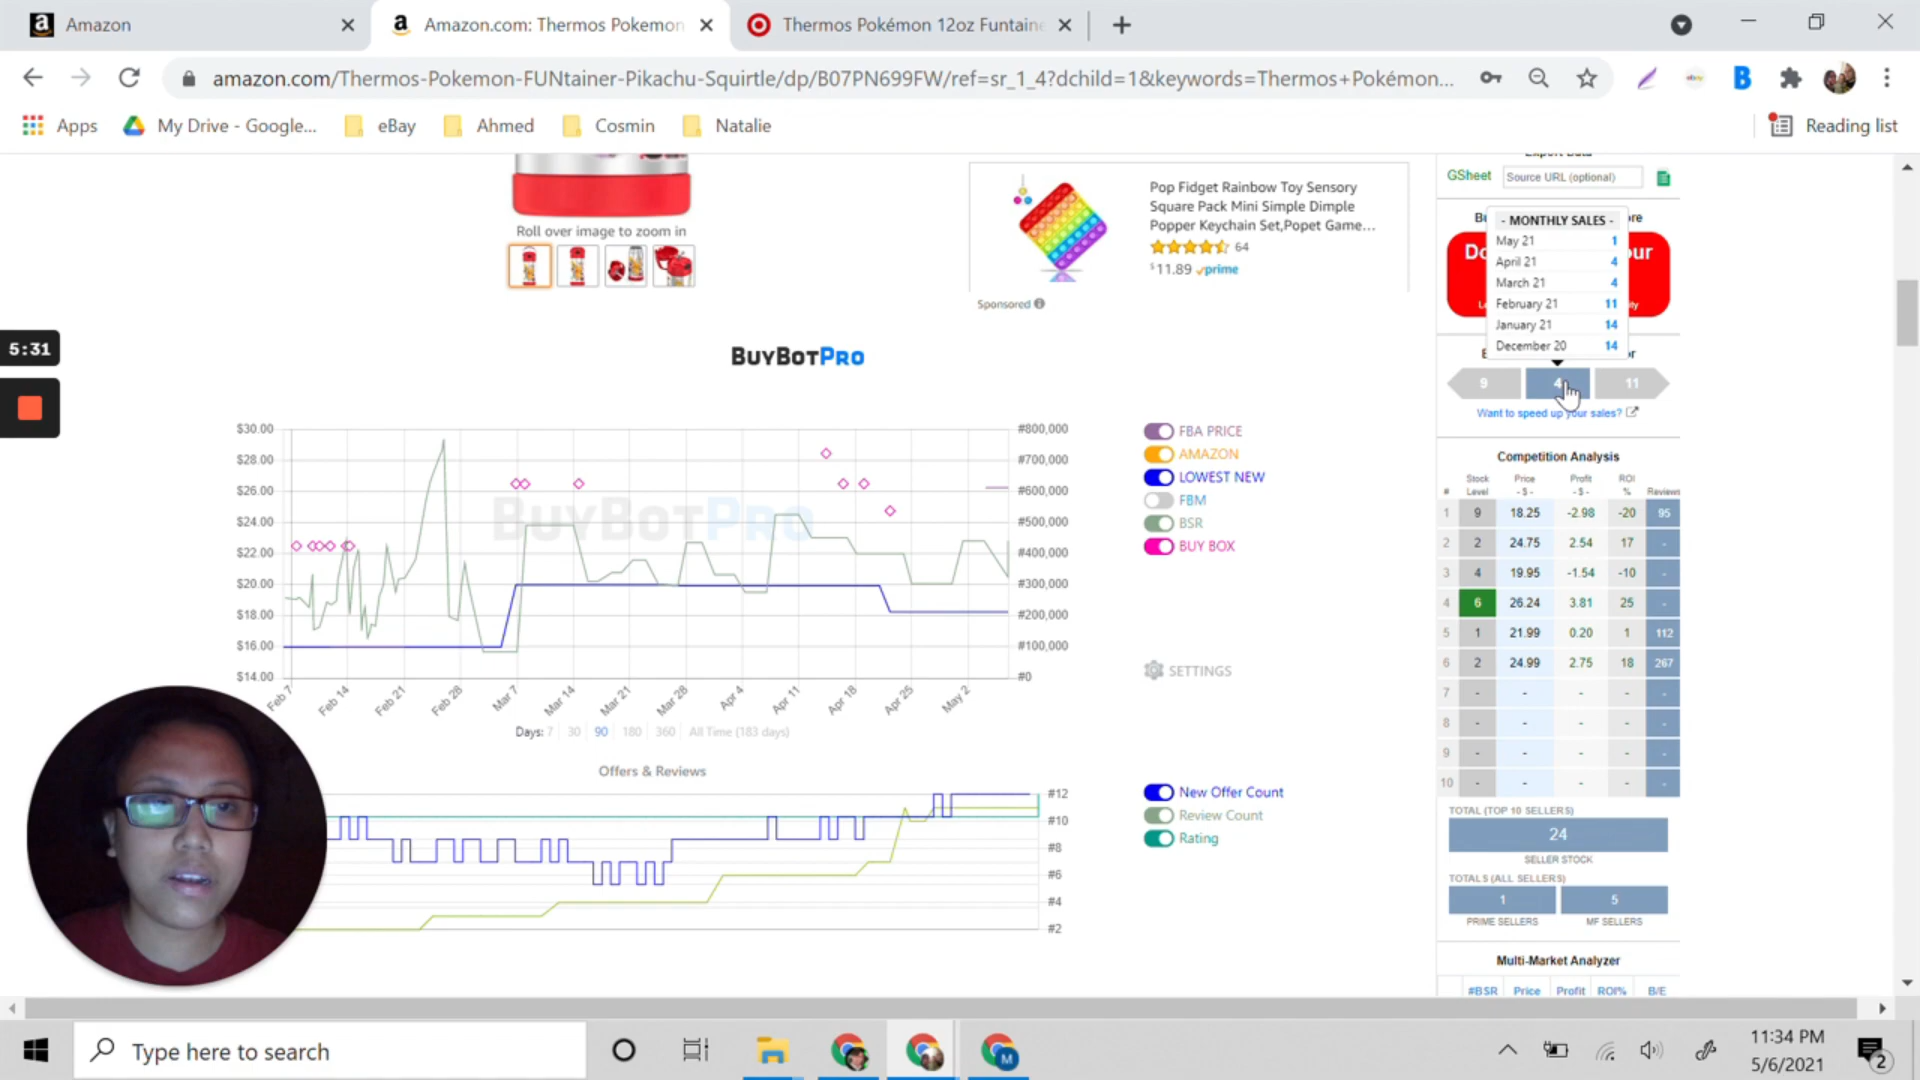 Amazon
Amazon.com: Thermos Pokemon
Thermos Pokémon 12oz Funtaine
amazon.com/Thermos-Pokemon-FUNtainer-Pikachu-Squirtle/dp/B07PN699FW/ref=sr_1_4?dchild=1&keywords=Thermos+Pokémon...
Apps
My Drive - Google...
eBay
Ahmed
Cosmin
Natalie
Reading list
Export Data
GSheet
Source URL (optional)
Roll over image to zoom in
Pop Fidget Rainbow Toy Sensory
Square Pack Mini Simple Dimple
Popper Keychain Set,Popet Game...
64
$11.89 prime
Sponsored
- MONTHLY SALES -
May 21 1
April 21 4
March 21 4
February 21 11
January 21 14
December 20 14
9 4 11
Want to speed up your sales?
5:31
BUYBOTPRO
$30.00
$28.00
$26.00
$24.00
$22.00
$20.00
$18.00
$16.00
$14.00
BUYBOTPRO
#800,000
#700,000
#600,000
#500,000
#400,000
#300,000
#200,000
#100,000
#0
Feb 7
Feb 14
Feb 21
Feb 28
Mar 7
Mar 14
Mar 21
Mar 28
Apr 4
Apr 11
Apr 18
Apr 25
May 2
Days: 7 30 90 180 360 All Time (183 days)
FBA PRICE
AMAZON
LOWEST NEW
FBM
BSR
BUY BOX
SETTINGS
Offers & Reviews
#12
#10
#8
#6
#4
#2
New Offer Count
Review Count
Rating
Competition Analysis
# Stock Level Price - $ - Profit - $ - ROI % Reviews
1 9 18.25 -2.98 -20 95
2 2 24.75 2.54 17 -
3 4 19.95 -1.54 -10 -
4 6 26.24 3.81 25 -
5 1 21.99 0.20 1 112
6 2 24.99 2.75 18 267
7 - - - - -
8 - - - - -
9 - - - - -
10 - - - - -
TOTAL (TOP 10 SELLERS)
24
SELLER STOCK
TOTALS (ALL SELLERS)
1 5
PRIME SELLERS MF SELLERS
Multi-Market Analyzer
#BSR Price Profit ROI% B/E
Type here to search
11:34 PM
5/6/2021
2